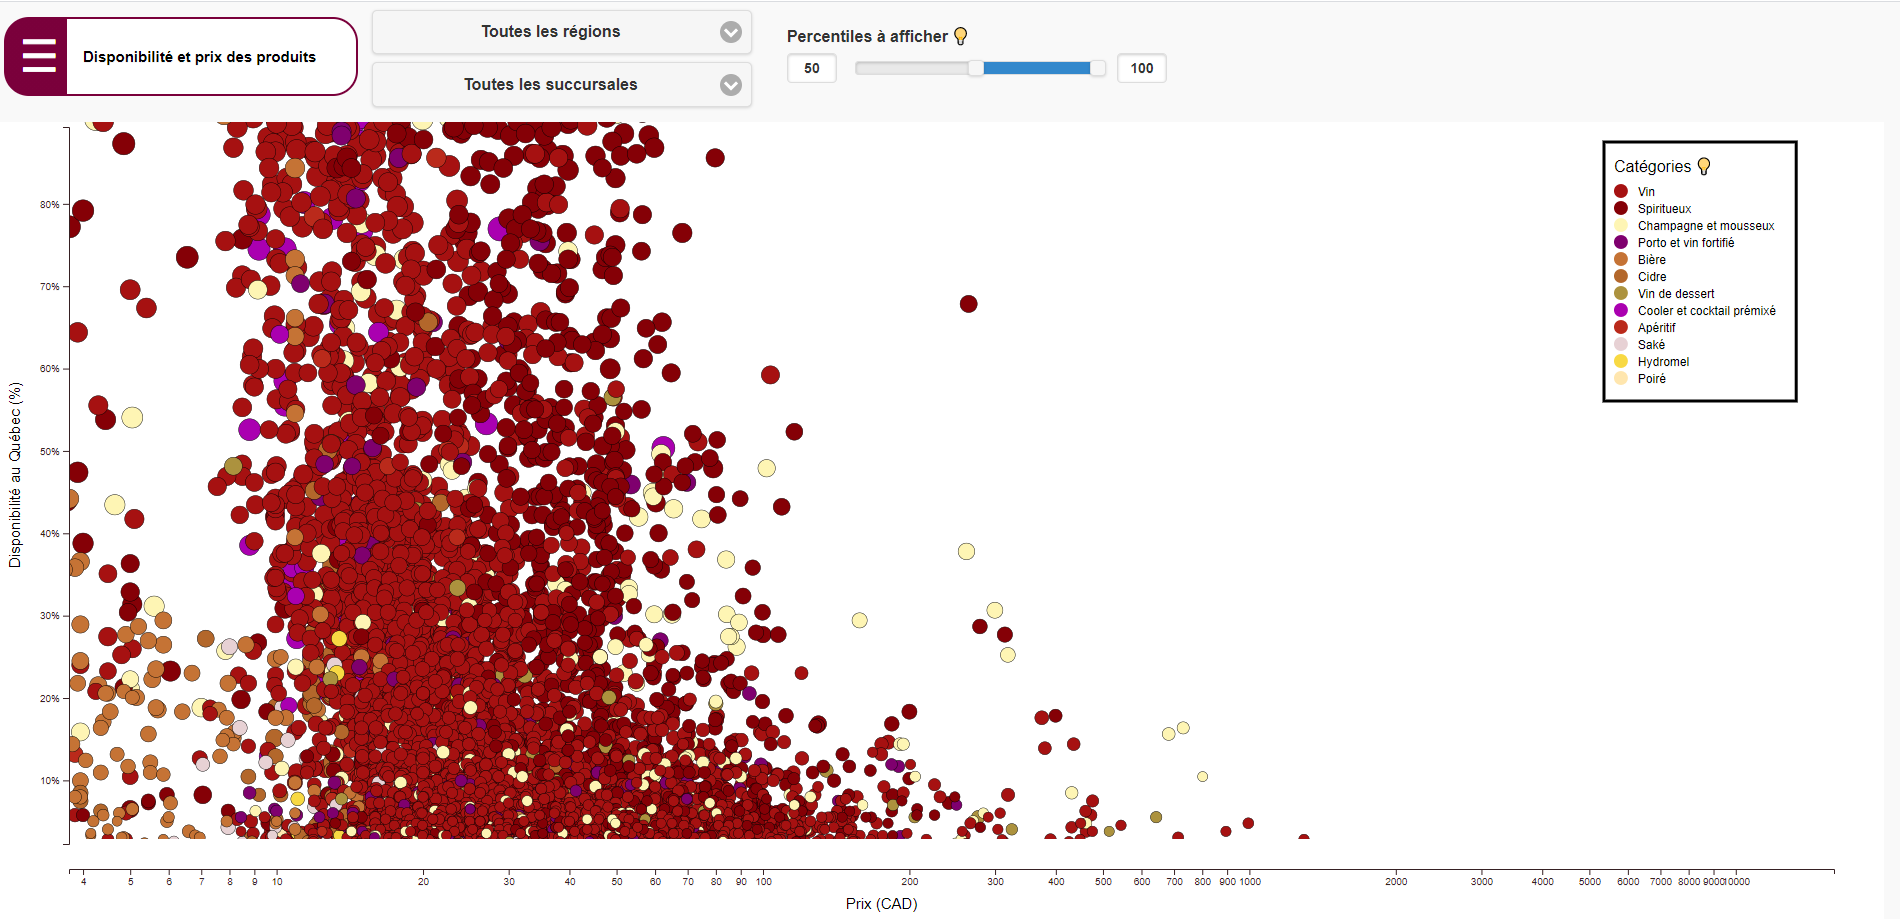 Disponibilité et prix des produits
Toutes les régions
Toutes les succursales
Percentiles à afficher
50
100
Catégories
Vin
Spiritueux
Champagne et mousseux
Porto et vin fortifié
Bière
Cidre
Vin de dessert
Cooler et cocktail prémixé
Apéritif
Saké
Hydromel
Poiré
Disponibilité au Québec (%)
80%
70%
60%
50%
40%
30%
20%
10%
4 5 6 7 8 9 10 20 30 40 50 60 70 80 90 100 200 300 400 500 600 700 800 900 1000 2000 3000 4000 5000 6000 7000 8000 9000 10000
Prix (CAD)